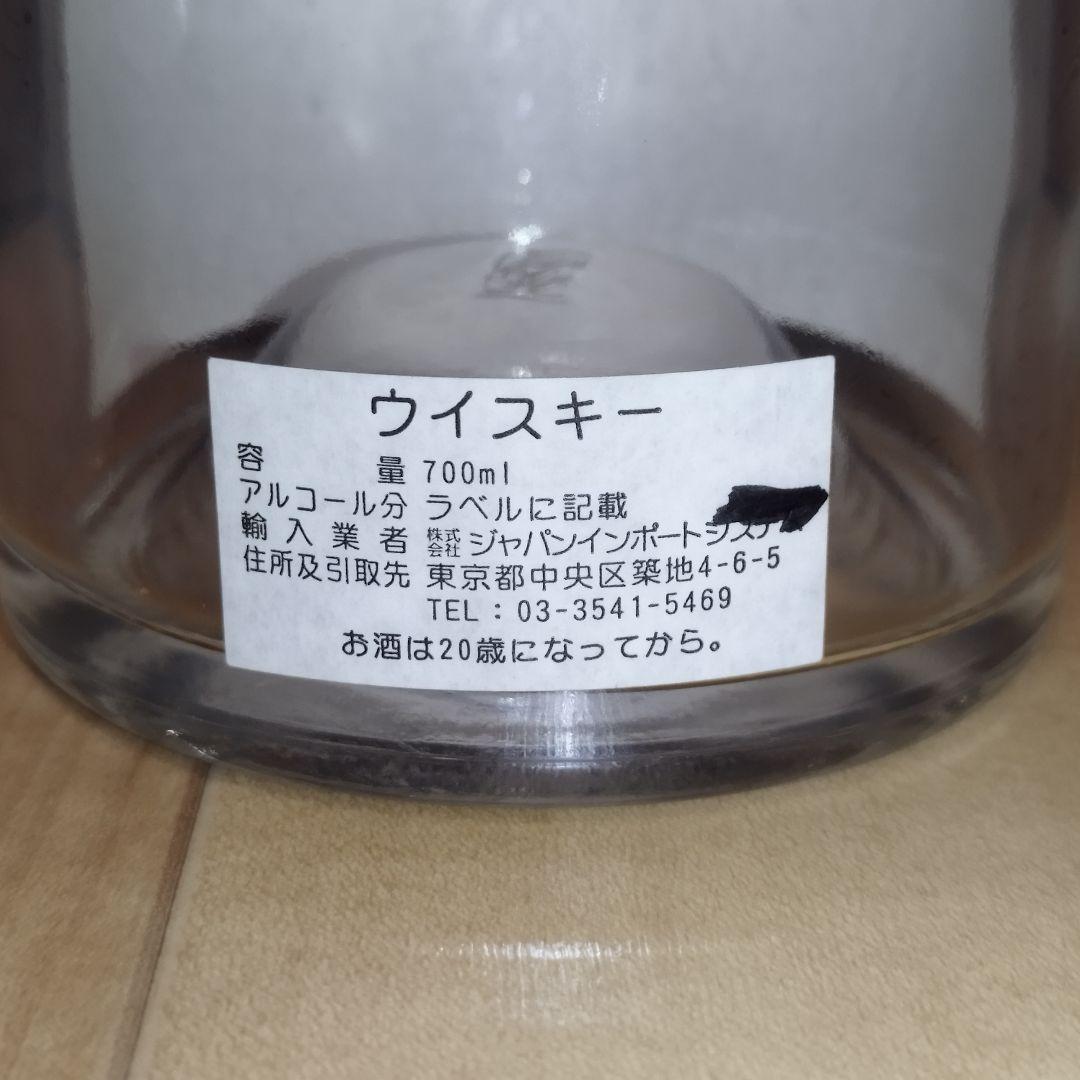 ウイスキー
容量 700ml
アルコール分 ラベルに記載
輸入業者 株式会社 ジャパンインポートシステ
住所及引取先 東京都中央区築地4-6-5
TEL：03-3541-5469
お酒は20歳になってから。